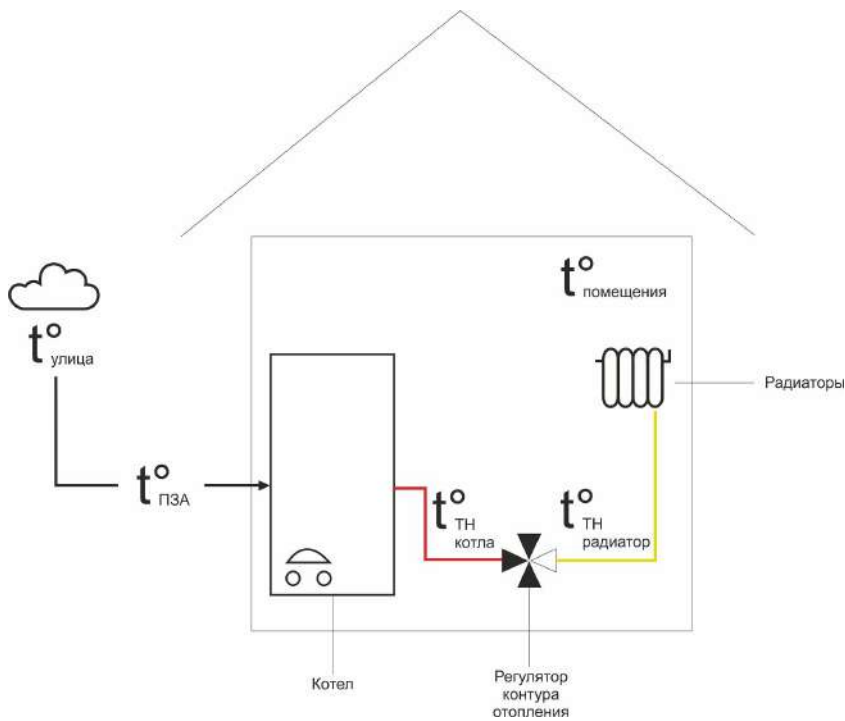 t° помещения
t° улица
Радиаторы
t° ПЗА
t° ТН
котла
t° ТН
радиатор
Котел
Регулятор
контура
отопления